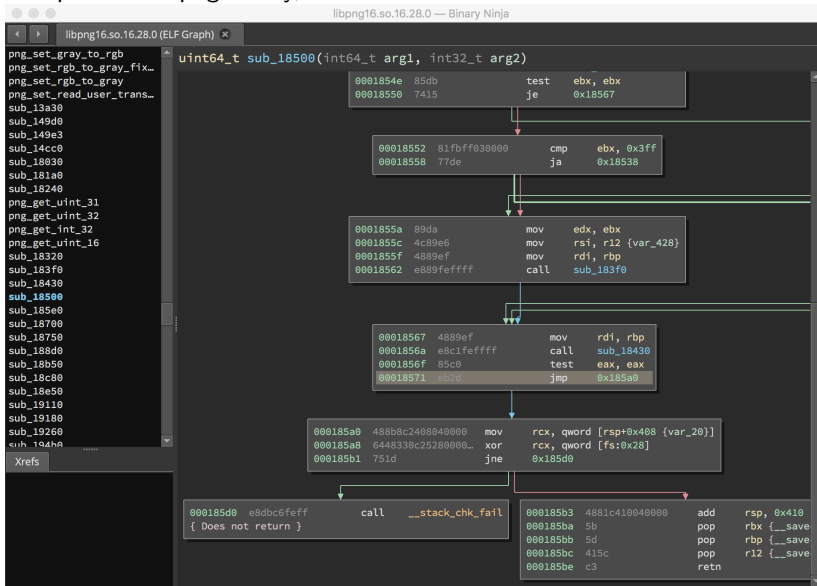 libpng16.so.16.28.0 — Binary Ninja
libpng16.so.16.28.0 (ELF Graph)
png_set_gray_to_rgb
png_set_rgb_to_gray_fix…
png_set_rgb_to_gray
png_set_read_user_trans…
sub_13a30
sub_149d0
sub_149e3
sub_14cc0
sub_18030
sub_181a0
sub_18240
png_get_uint_31
png_get_uint_32
png_get_int_32
png_get_uint_16
sub_18320
sub_183f0
sub_18430
sub_18500
sub_185e0
sub_18700
sub_18750
sub_188d0
sub_18b50
sub_18c80
sub_18e50
sub_19110
sub_19180
sub_19260
sub_194b0
Xrefs
uint64_t sub_18500(int64_t arg1, int32_t arg2)
0001854e 85db test ebx, ebx
00018550 7415 je 0x18567
00018552 81fbff030000 cmp ebx, 0x3ff
00018558 77de ja 0x18538
0001855a 89da mov edx, ebx
0001855c 4c89e6 mov rsi, r12 {var_428}
0001855f 4889ef mov rdi, rbp
00018562 e889feffff call sub_183f0
00018567 4889ef mov rdi, rbp
0001856a e8c1feffff call sub_18430
0001856f 85c0 test eax, eax
00018571 eb2d jmp 0x185a0
000185a0 488b8c2408040000 mov rcx, qword [rsp+0x408 {var_20}]
000185a8 6448330c25280000… xor rcx, qword [fs:0x28]
000185b1 751d jne 0x185d0
000185d0 e8dbc6feff call __stack_chk_fail
{ Does not return }
000185b3 4881c410040000 add rsp, 0x410
000185ba 5b pop rbx {__save
000185bb 5d pop rbp {__save
000185bc 415c pop r12 {__save
000185be c3 retn